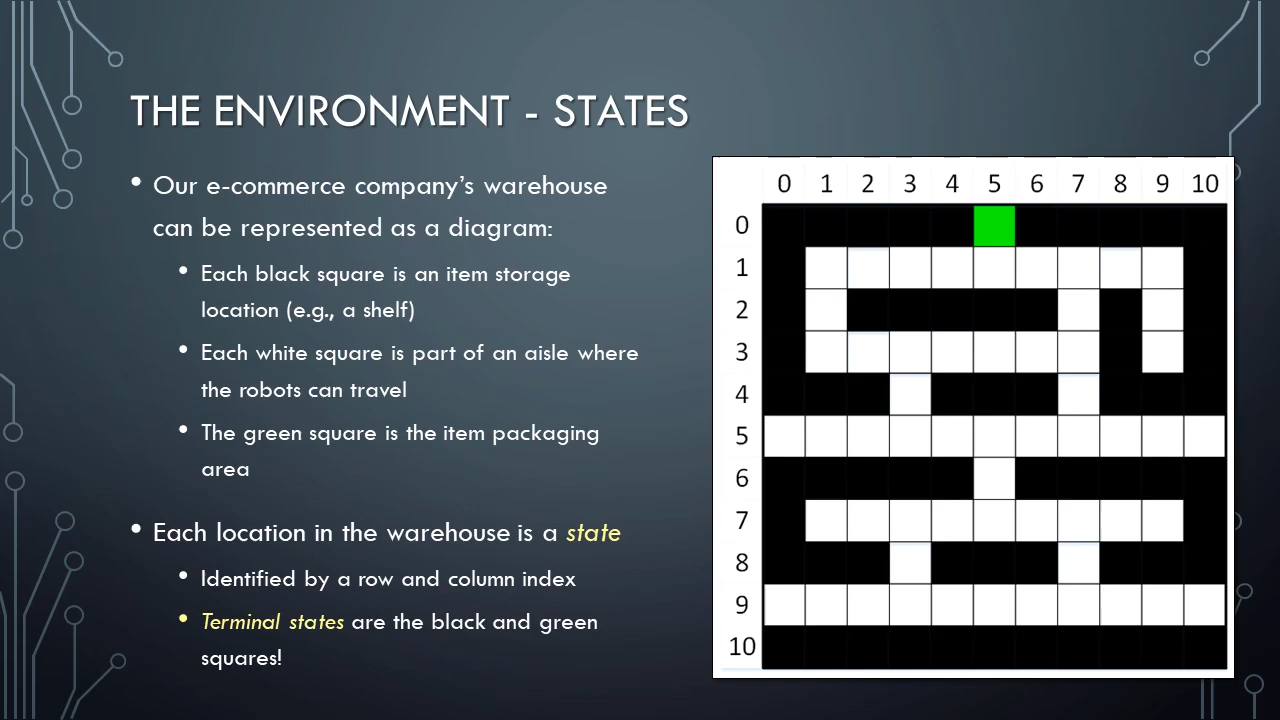 THE ENVIRONMENT - STATES
• Our e-commerce company’s warehouse
can be represented as a diagram:
• Each black square is an item storage
location (e.g., a shelf)
• Each white square is part of an aisle where
the robots can travel
• The green square is the item packaging
area
• Each location in the warehouse is a state
• Identified by a row and column index
• Terminal states are the black and green
squares!
0 1 2 3 4 5 6 7 8 9 10
0
1
2
3
4
5
6
7
8
9
10